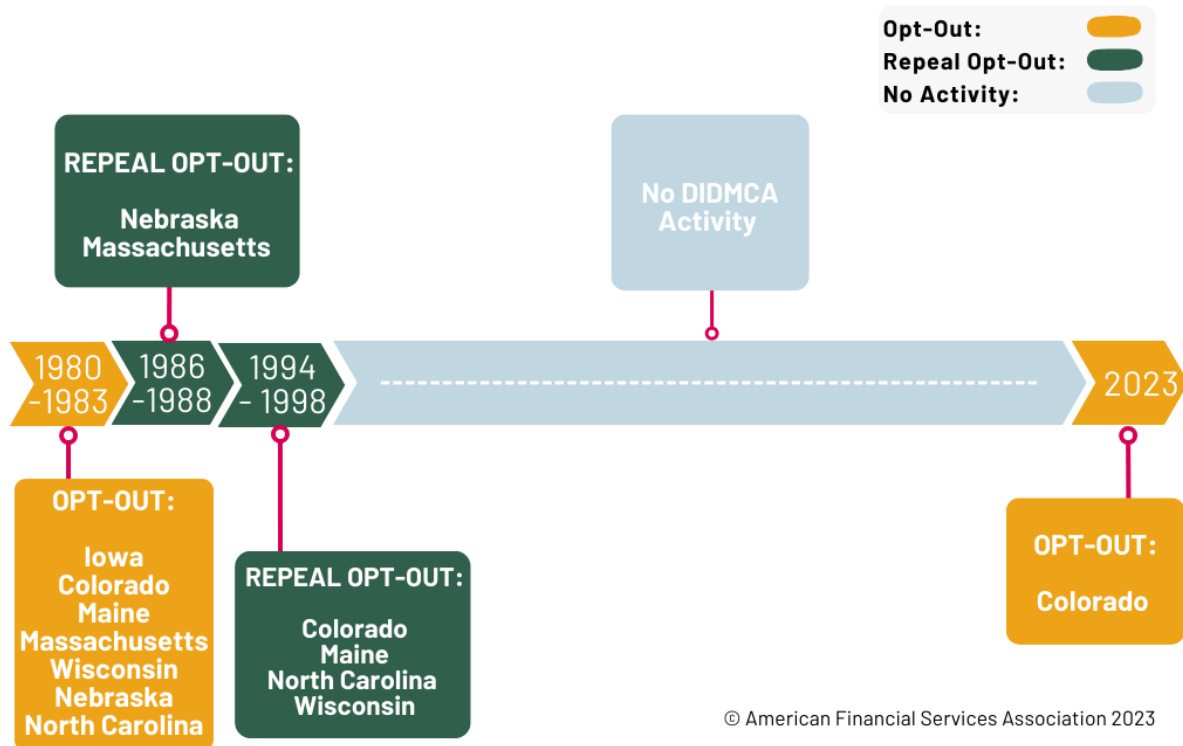 Opt-Out:
Repeal Opt-Out:
No Activity:
REPEAL OPT-OUT:
Nebraska
Massachusetts
No DIDMCA
Activity
1980
-1983
1986
-1988
1994
- 1998
2023
OPT-OUT:
Iowa
Colorado
Maine
Massachusetts
Wisconsin
Nebraska
North Carolina
REPEAL OPT-OUT:
Colorado
Maine
North Carolina
Wisconsin
OPT-OUT:
Colorado
© American Financial Services Association 2023